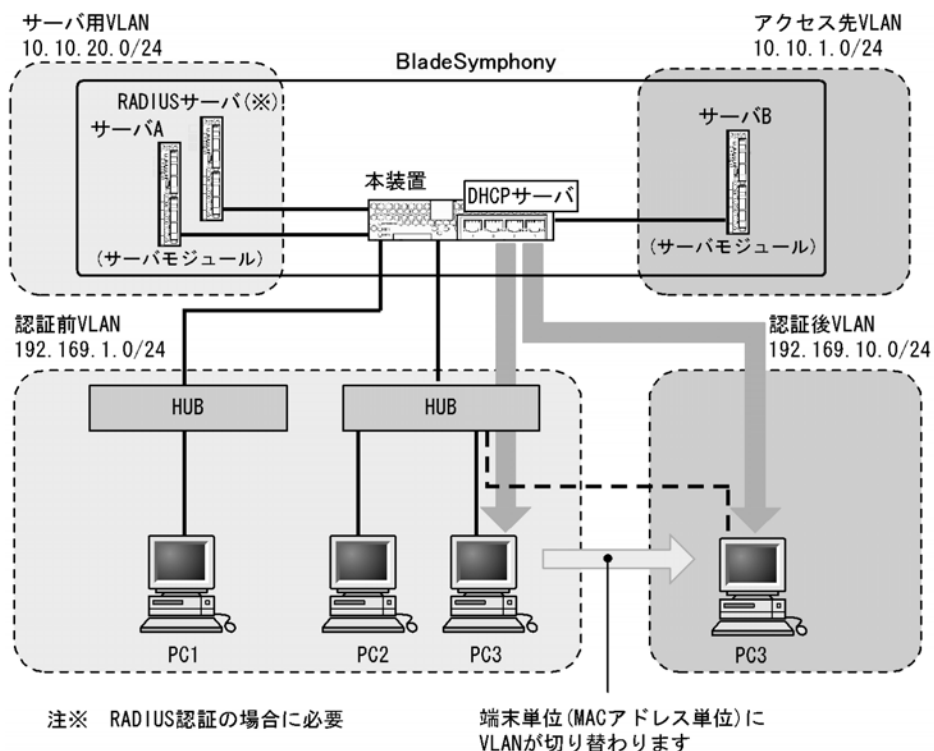 サーバ用VLAN
10.10.20.0/24
アクセス先VLAN
10.10.1.0/24
BladeSymphony
RADIUSサーバ(※)
サーバA
サーバB
本装置
DHCPサーバ
(サーバモジュール)
(サーバモジュール)
認証前VLAN
192.169.1.0/24
認証後VLAN
192.169.10.0/24
HUB
HUB
PC1
PC2
PC3
PC3
注※ RADIUS認証の場合に必要
端末単位(MACアドレス単位)に
VLANが切り替わります